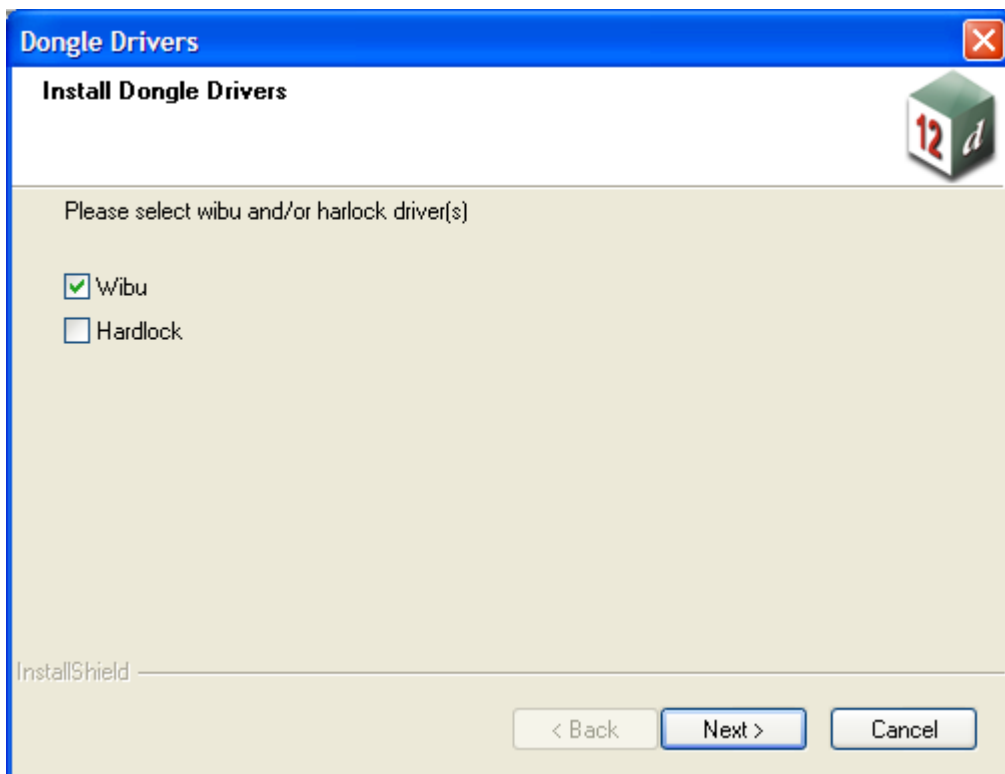 Dongle Drivers
Install Dongle Drivers
12 d
Please select wibu and/or harlock driver(s)
Wibu
Hardlock
InstallShield
< Back Next > Cancel